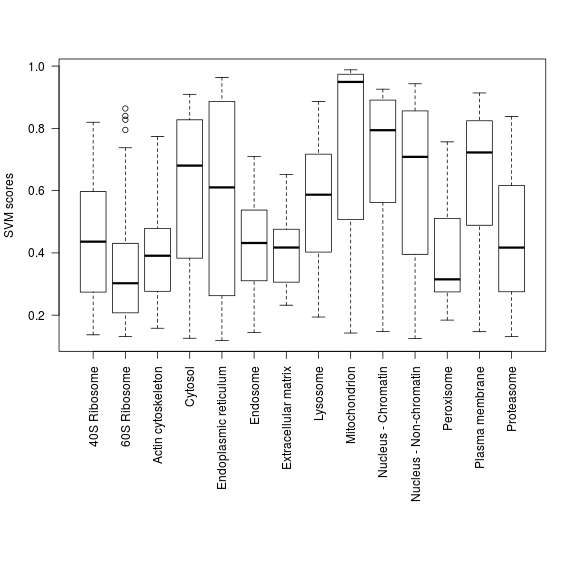 1.0
0.8
0.6
0.4
0.2
SVM scores
40S Ribosome
60S Ribosome
Actin cytoskeleton
Cytosol
Endoplasmic reticulum
Endosome
Extracellular matrix
Lysosome
Mitochondrion
Nucleus - Chromatin
Nucleus - Non-chromatin
Peroxisome
Plasma membrane
Proteasome